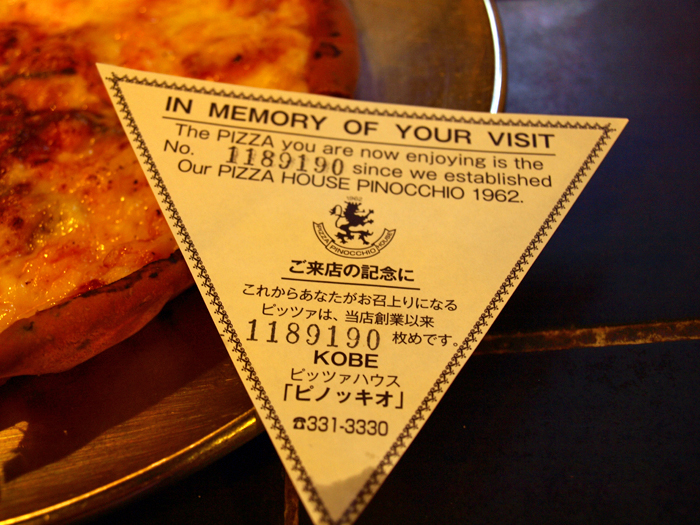 IN MEMORY OF YOUR VISIT
The PIZZA you are now enjoying is the
No. 1189190 since we established
Our PIZZA HOUSE PINOCCHIO 1962.
1962
PIZZA PINOCCHIO HOUSE
ご来店の記念に
これからあなたがお召上りになる
ピッツァは、当店創業以来
1189190 枚めです。
KOBE
ピッツァハウス
「ピノッキオ」
☎331-3330